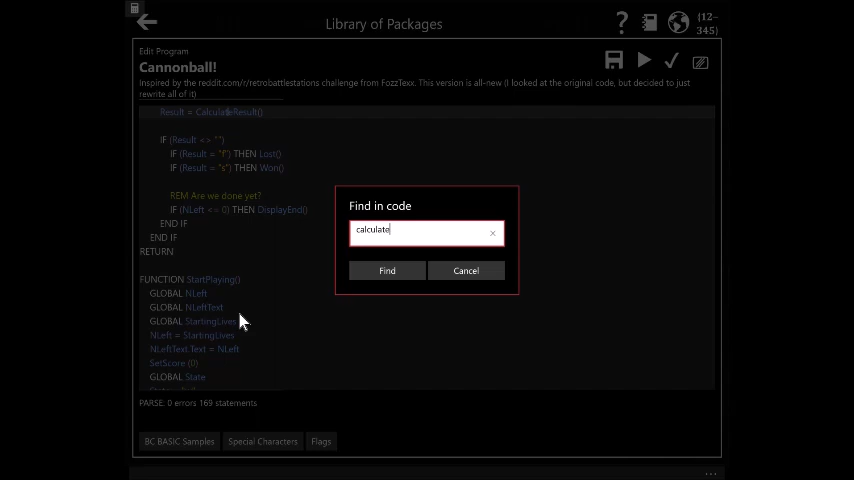 Library of Packages
?
(12-
345)
Edit Program
Cannonball!
Inspired by the reddit.com/r/retrobattlestations challenge from FozzTexx. This version is all-new (I looked at the original code, but decided to just
rewrite all of it)
Result = CalculateResult()
IF (Result <> "")
IF (Result = "f") THEN Lost()
IF (Result = "s") THEN Won()
REM Are we done yet?
IF (NLeft <= 0) THEN DisplayEnd()
END IF
END IF
RETURN
FUNCTION StartPlaying()
GLOBAL NLeft
GLOBAL NLeftText
GLOBAL StartingLives
NLeft = StartingLives
NLeftText.Text = NLeft
SetScore (0)
GLOBAL State
Find in code
calculate
Find
Cancel
PARSE: 0 errors 169 statements
BC BASIC Samples
Special Characters
Flags
...